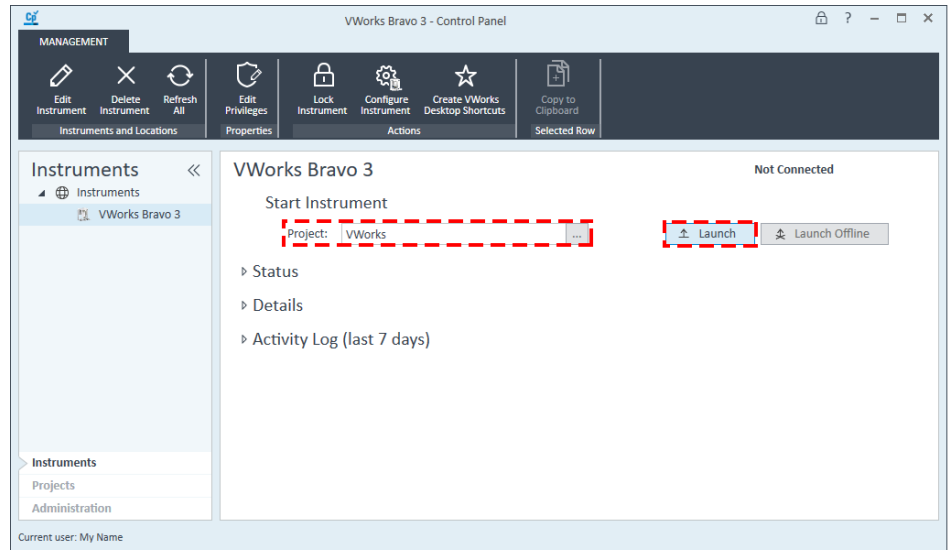 Cp
VWorks Bravo 3 - Control Panel
?
MANAGEMENT
Edit Instrument
Delete Instrument
Refresh All
Edit Privileges
Lock Instrument
Configure Instrument
Create VWorks Desktop Shortcuts
Copy to Clipboard
Instruments and Locations
Properties
Actions
Selected Row
Instruments
Instruments
VWorks Bravo 3
VWorks Bravo 3
Not Connected
Start Instrument
Project: VWorks ...
Launch
Launch Offline
Status
Details
Activity Log (last 7 days)
Instruments
Projects
Administration
Current user: My Name